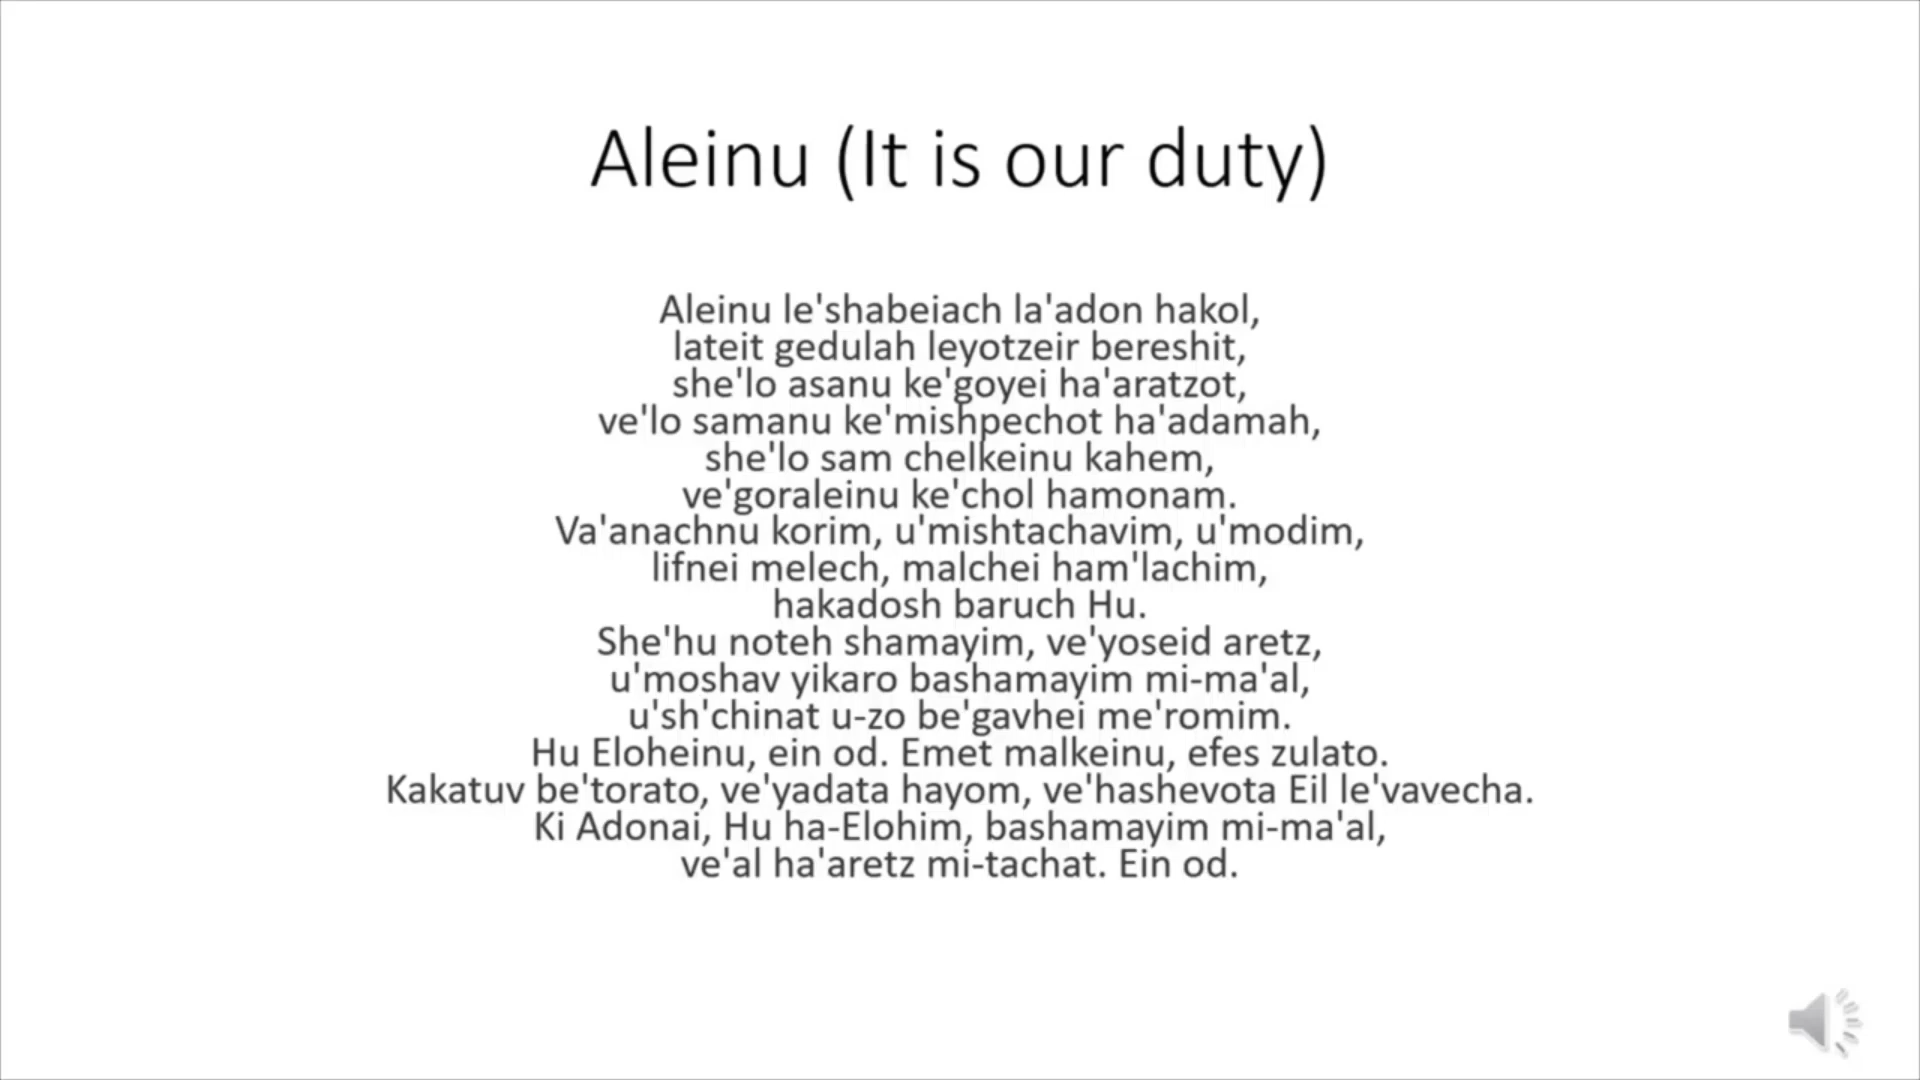 Aleinu (It is our duty)
Aleinu le'shabeiach la'adon hakol,
lateit gedulah leyotzeir bereshit,
she'lo asanu ke'goyei ha'aratzot,
ve'lo samanu ke'mishpechot ha'adamah,
she'lo sam chelkeinu kahem,
ve'goraleinu ke'chol hamonam.
Va'anachnu korim, u'mishtachavim, u'modim,
lifnei melech, malchei ham'lachim,
hakadosh baruch Hu.
She'hu noteh shamayim, ve'yoseid aretz,
u'moshav yikaro bashamayim mi-ma'al,
u'sh'chinat u-zo be'gavhei me'romim.
Hu Eloheinu, ein od. Emet malkeinu, efes zulato.
Kakatuv be'torato, ve'yadata hayom, ve'hashevota Eil le'vavecha.
Ki Adonai, Hu ha-Elohim, bashamayim mi-ma'al,
ve'al ha'aretz mi-tachat. Ein od.